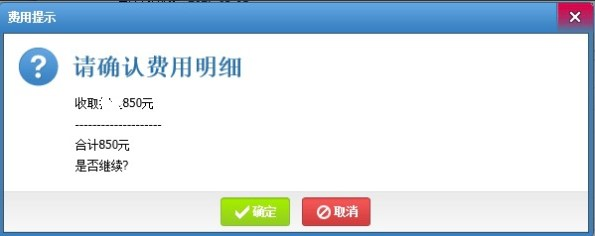 费用提示
请确认费用明细
收取 850元
--------------------
合计850元
是否继续?
确定
取消